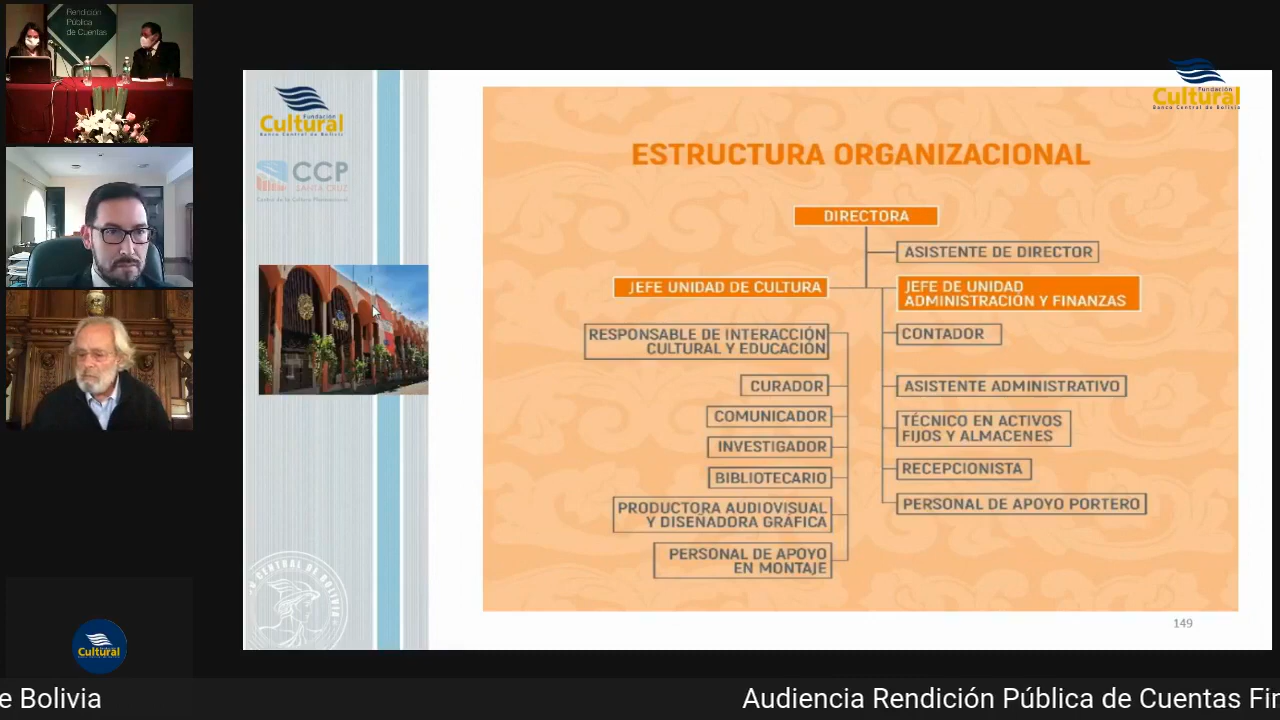 Rendición
Pública
de Cuentas
Fundación
Cultural
Banco Central de Bolivia
CCP
SANTA CRUZ
Centro de la Cultura Plurinacional
Fundación
Cultural
Banco Central de Bolivia
ESTRUCTURA ORGANIZACIONAL
DIRECTORA
ASISTENTE DE DIRECTOR
JEFE UNIDAD DE CULTURA
JEFE DE UNIDAD
ADMINISTRACIÓN Y FINANZAS
RESPONSABLE DE INTERACCIÓN
CULTURAL Y EDUCACIÓN
CURADOR
COMUNICADOR
INVESTIGADOR
BIBLIOTECARIO
PRODUCTORA AUDIOVISUAL
Y DISEÑADORA GRÁFICA
PERSONAL DE APOYO
EN MONTAJE
CONTADOR
ASISTENTE ADMINISTRATIVO
TÉCNICO EN ACTIVOS
FIJOS Y ALMACENES
RECEPCIONISTA
PERSONAL DE APOYO PORTERO
CENTRAL DE BOLIVIA
149
Cultural
e Bolivia
Audiencia Rendición Pública de Cuentas Fin